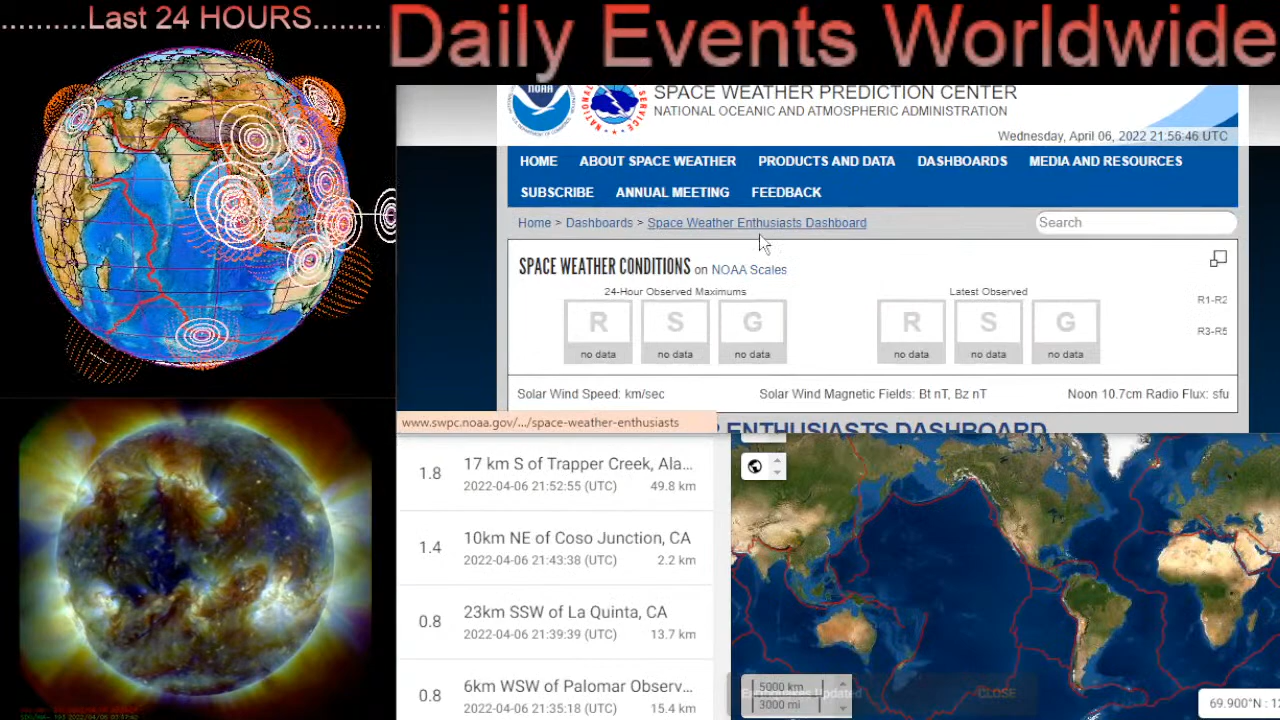 ..........Last 24 HOURS........
Daily Events Worldwide
NOAA
SPACE WEATHER PREDICTION CENTER
NATIONAL OCEANIC AND ATMOSPHERIC ADMINISTRATION
Wednesday, April 06, 2022 21:56:46 UTC
HOME ABOUT SPACE WEATHER PRODUCTS AND DATA DASHBOARDS MEDIA AND RESOURCES
SUBSCRIBE ANNUAL MEETING FEEDBACK
Home > Dashboards > Space Weather Enthusiasts Dashboard
Search
SPACE WEATHER CONDITIONS on NOAA Scales
24-Hour Observed Maximums
Latest Observed
R S G
no data no data no data
R S G
no data no data no data
R1-R2
R3-R5
Solar Wind Speed: km/sec Solar Wind Magnetic Fields: Bt nT, Bz nT Noon 10.7cm Radio Flux: sfu
www.swpc.noaa.gov/.../space-weather-enthusiasts
ENTHUSIASTS DASHBOARD
1.8 17 km S of Trapper Creek, Ala...
2022-04-06 21:52:55 (UTC) 49.8 km
1.4 10km NE of Coso Junction, CA
2022-04-06 21:43:38 (UTC) 2.2 km
0.8 23km SSW of La Quinta, CA
2022-04-06 21:39:39 (UTC) 13.7 km
0.8 6km WSW of Palomar Observ...
2022-04-06 21:35:18 (UTC) 15.4 km
5000 km
3000 mi
Earthquakes Updated
CLOSE
69.900°N